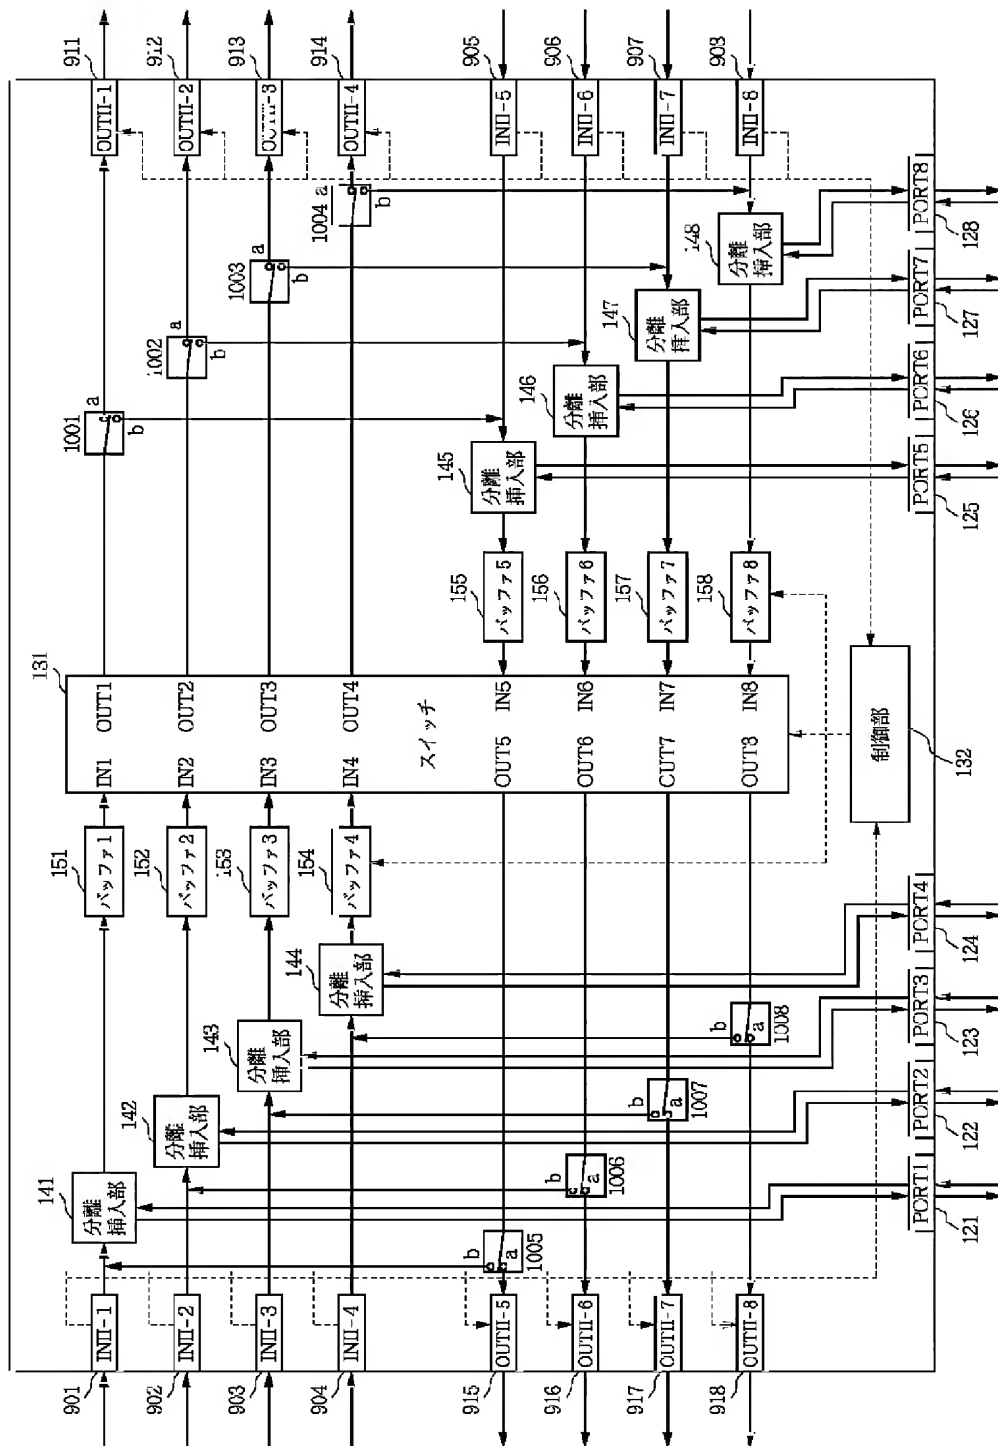 901
INII-1
141
分離
挿入部
151
バッファ1
131
IN1
OUT1
1001
a
b
OUTII-1
911
902
INII-2
142
分離
挿入部
152
バッファ2
IN2
OUT2
1002
a
b
OUTII-2
912
903
INII-3
143
分離
挿入部
153
バッファ3
IN3
OUT3
1003
a
b
OUTII-3
913
904
INII-4
144
分離
挿入部
154
バッファ4
IN4
OUT4
1004
a
b
OUTII-4
914
スイッチ
915
OUTII-5
b
a
1005
OUT5
IN5
155
バッファ5
145
分離
挿入部
INII-5
905
916
OUTII-6
b
a
1006
OUT6
IN6
156
バッファ6
146
分離
挿入部
INII-6
906
917
OUTII-7
b
a
1007
CUT7
IN7
157
バッファ7
147
分離
挿入部
INII-7
907
918
OUTII-8
b
a
1008
OUT8
IN8
158
バッファ8
148
分離
挿入部
INII-8
903
制御部
132
PORT1
121
PORT2
122
PORT3
123
PORT4
124
PORT5
125
PORT6
126
PORT7
127
PORT8
128